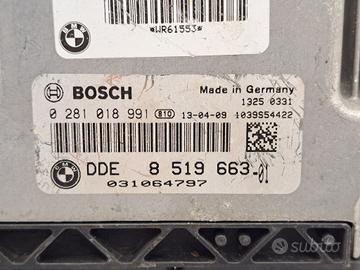 *WR61553*
BOSCH
Made in Germany
1325 0331
0 281 018 991 810 13-04-09 1039S54422
BMW
DDE 8 519 663-01
031064797
subito